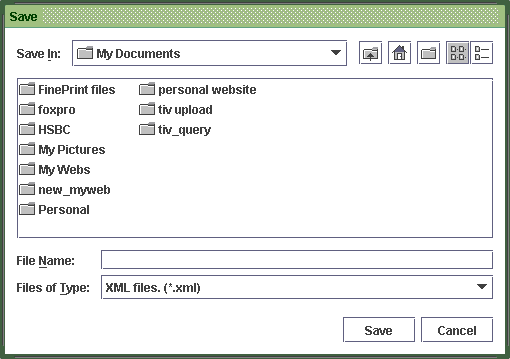 Save
Save In: My Documents
FinePrint files personal website
foxpro tiv upload
HSBC tiv_query
My Pictures
My Webs
new_myweb
Personal
File Name:
Files of Type: XML files. (*.xml)
Save Cancel